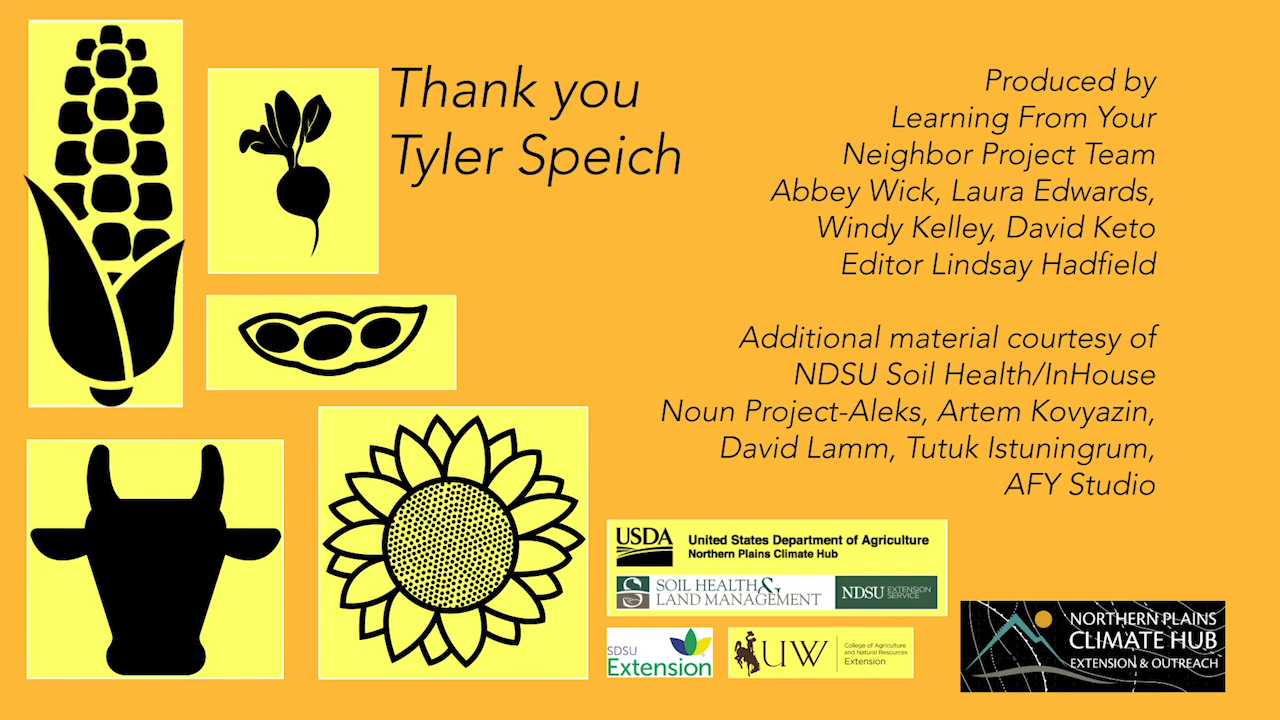 Thank you
Tyler Speich
Produced by
Learning From Your
Neighbor Project Team
Abbey Wick, Laura Edwards,
Windy Kelley, David Keto
Editor Lindsay Hadfield
Additional material courtesy of
NDSU Soil Health/InHouse
Noun Project-Aleks, Artem Kovyazin,
David Lamm, Tutuk Istuningrum,
AFY Studio
USDA
United States Department of Agriculture
Northern Plains Climate Hub
SOIL HEALTH&
LAND MANAGEMENT
NDSU EXTENSION
SERVICE
SDSU
Extension
UW
College of Agriculture
and Natural Resources
Extension
NORTHERN PLAINS
CLIMATE HUB
EXTENSION & OUTREACH